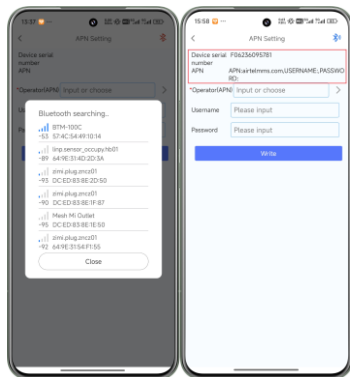 15:37
APN Setting
Device serial
number
APN
*Operator(APN) Input or choose
Bluetooth searching..
BTM-100C
-53 57:4C:54:49:10:14
linp.sensor_occupy.hb01
-89 64:9E:31:4D:2D:3A
zimi.plug.zncz01
-93 DC:ED:83:8E:2D:50
zimi.plug.zncz01
-90 DC:ED:83:8E:1F:87
Mesh Mi Outlet
-95 DC:ED:83:8E:1E:50
zimi.plug.zncz01
-92 64:9E:31:54:F1:55
Close
15:58
APN Setting
Device serial F06236095781
number
APN APN:airtelmms.com,USERNAME:,PASSWO
RD:
*Operator(APN) Input or choose
Username Please input
Password Please input
Write